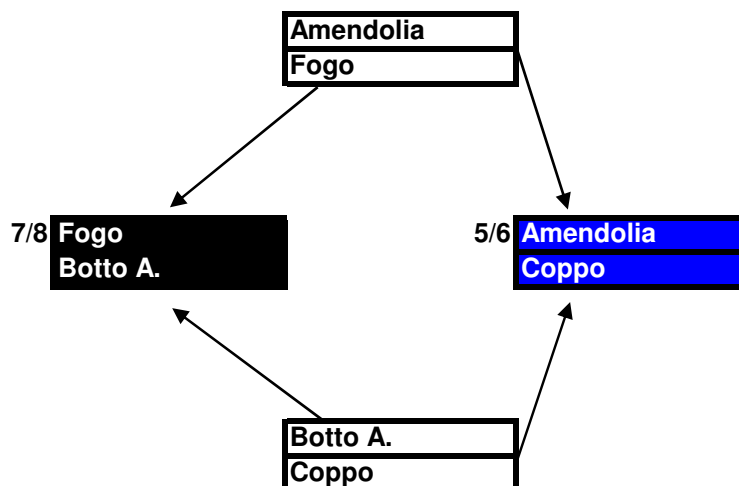 Amendolia
Fogo
7/8 Fogo
Botto A.
5/6 Amendolia
Coppo
Botto A.
Coppo